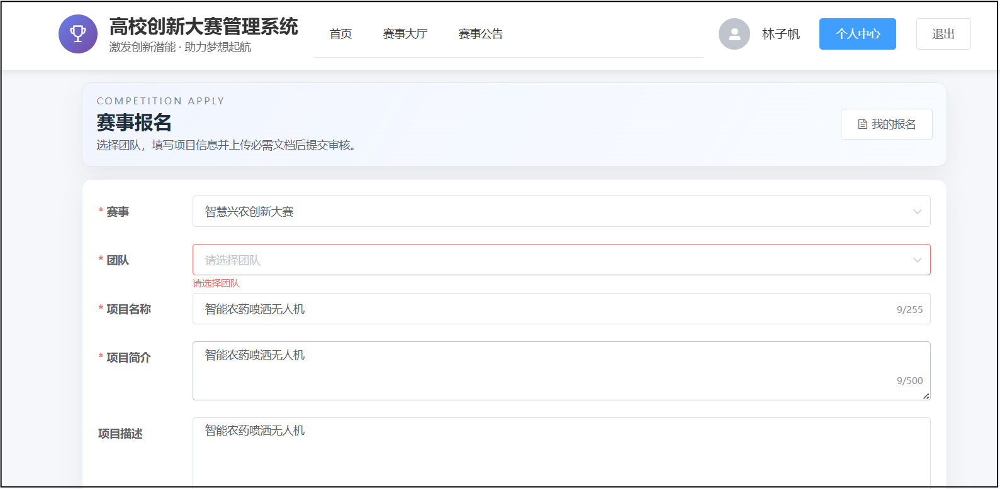 高校创新大赛管理系统
激发创新潜能 · 助力梦想起航
首页 赛事大厅 赛事公告
林子帆 个人中心 退出
COMPETITION APPLY
赛事报名
选择团队，填写项目信息并上传必需文档后提交审核。
我的报名
* 赛事 智慧兴农创新大赛
* 团队 请选择团队
请选择团队
* 项目名称 智能农药喷洒无人机 9/255
* 项目简介 智能农药喷洒无人机
9/500
项目描述 智能农药喷洒无人机